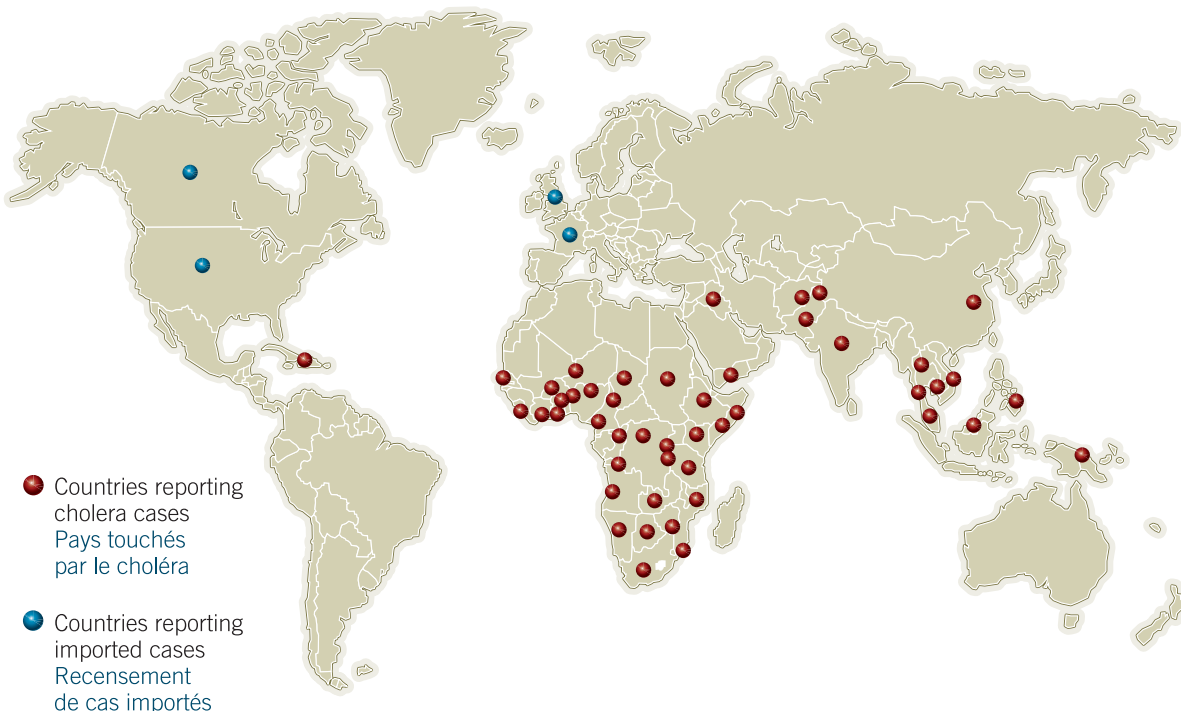 Countries reporting
cholera cases
Pays touchés
par le choléra
Countries reporting
imported cases
Recensement
de cas importés